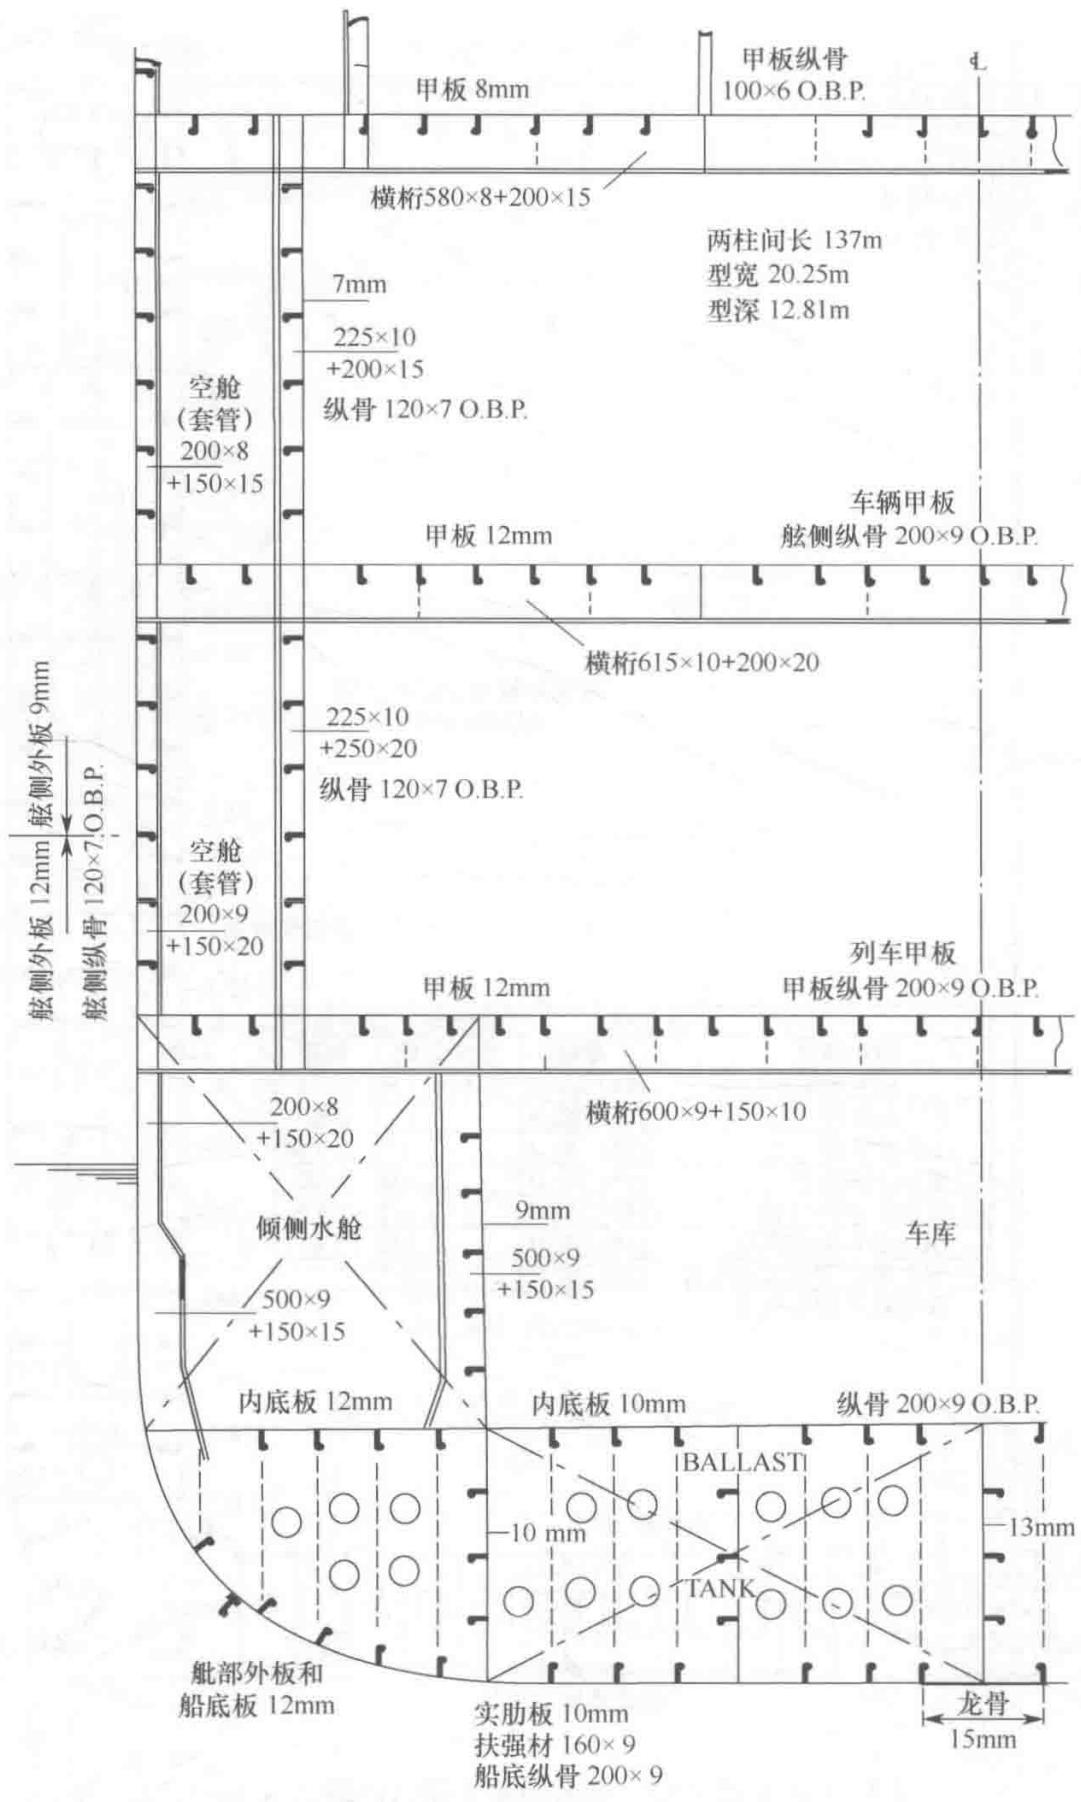 甲板 8mm
甲板纵骨
100×6 O.B.P.
℄
横桁580×8+200×15
两柱间长 137m
型宽 20.25m
型深 12.81m
7mm
225×10
+200×15
纵骨 120×7 O.B.P.
空舱
(套管)
200×8
+150×15
甲板 12mm
车辆甲板
舷侧纵骨 200×9 O.B.P.
横桁615×10+200×20
225×10
+250×20
纵骨 120×7 O.B.P.
舷侧外板 9mm
舷侧外板 12mm
舷侧纵骨 120×7 O.B.P.
空舱
(套管)
200×9
+150×20
甲板 12mm
列车甲板
甲板纵骨 200×9 O.B.P.
横桁600×9+150×10
200×8
+150×20
倾侧水舱
9mm
500×9
+150×15
车库
500×9
+150×15
内底板 12mm
内底板 10mm
纵骨 200×9 O.B.P.
BALLAST
10 mm
13mm
TANK
舭部外板和
船底板 12mm
实肋板 10mm
扶强材 160×9
船底纵骨 200×9
龙骨
15mm